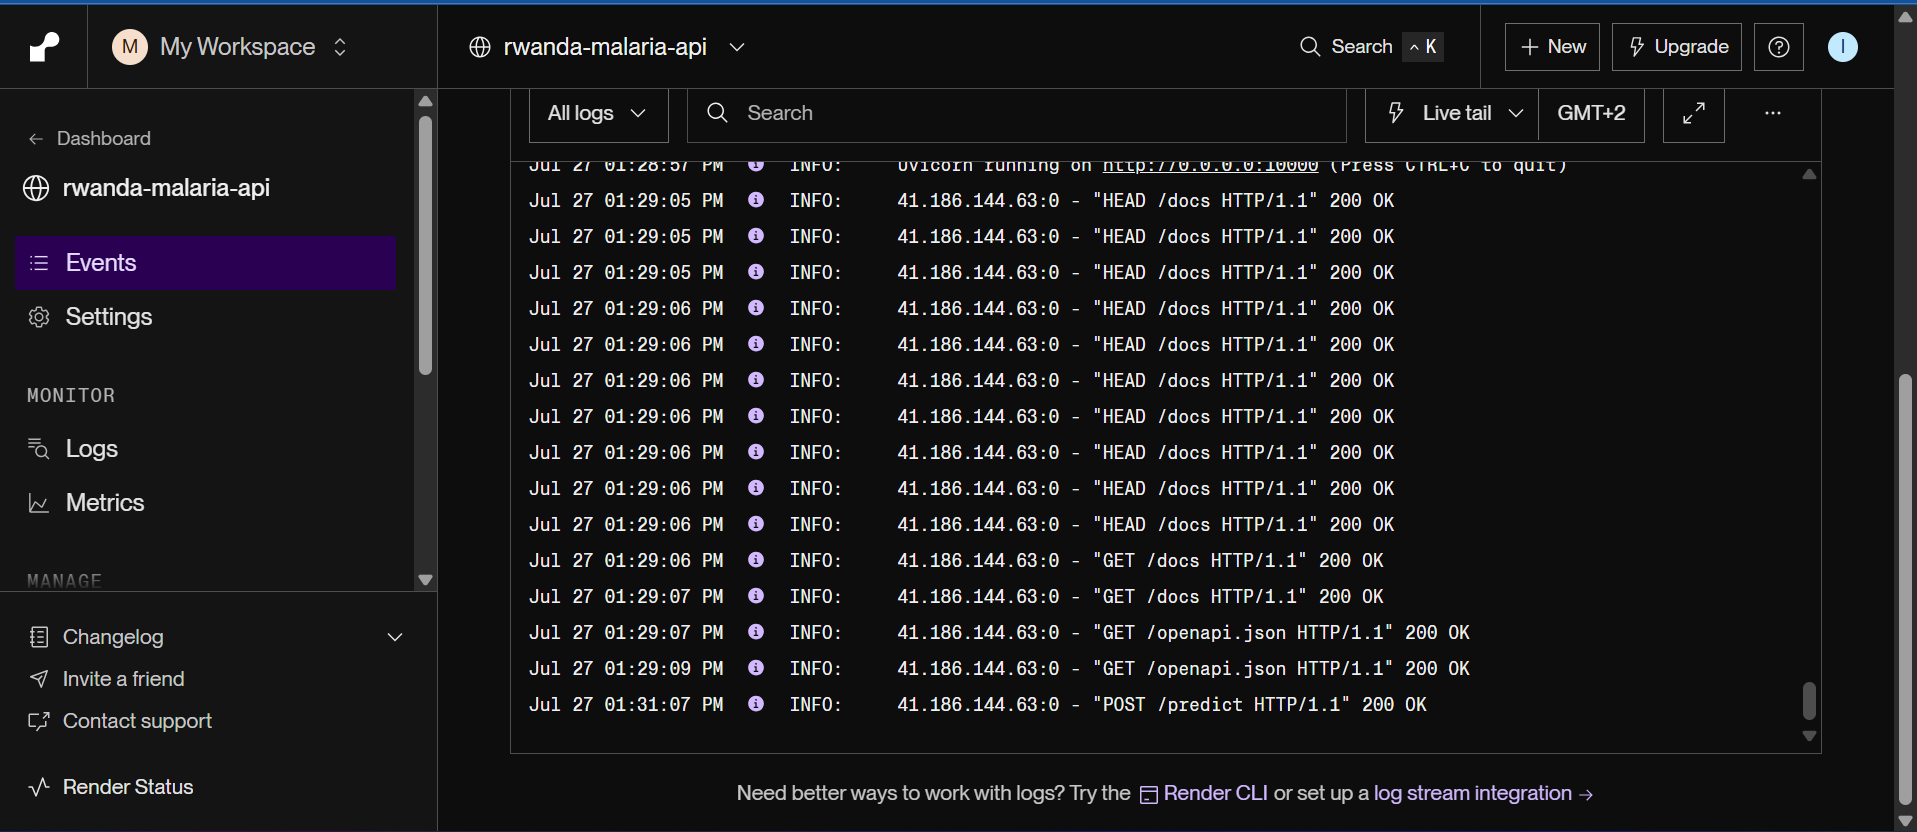 M My Workspace
rwanda-malaria-api
Search ^ K
+ New
Upgrade
I
← Dashboard
rwanda-malaria-api
Events
Settings
MONITOR
Logs
Metrics
MANAGE
Changelog
Invite a friend
Contact support
Render Status
All logs
Search
Live tail
GMT+2
...
Jul 27 01:28:57 PM INFO: Uvicorn running on http://0.0.0.0:10000 (Press CTRL+C to quit)
Jul 27 01:29:05 PM INFO: 41.186.144.63:0 - "HEAD /docs HTTP/1.1" 200 OK
Jul 27 01:29:05 PM INFO: 41.186.144.63:0 - "HEAD /docs HTTP/1.1" 200 OK
Jul 27 01:29:05 PM INFO: 41.186.144.63:0 - "HEAD /docs HTTP/1.1" 200 OK
Jul 27 01:29:06 PM INFO: 41.186.144.63:0 - "HEAD /docs HTTP/1.1" 200 OK
Jul 27 01:29:06 PM INFO: 41.186.144.63:0 - "HEAD /docs HTTP/1.1" 200 OK
Jul 27 01:29:06 PM INFO: 41.186.144.63:0 - "HEAD /docs HTTP/1.1" 200 OK
Jul 27 01:29:06 PM INFO: 41.186.144.63:0 - "HEAD /docs HTTP/1.1" 200 OK
Jul 27 01:29:06 PM INFO: 41.186.144.63:0 - "HEAD /docs HTTP/1.1" 200 OK
Jul 27 01:29:06 PM INFO: 41.186.144.63:0 - "HEAD /docs HTTP/1.1" 200 OK
Jul 27 01:29:06 PM INFO: 41.186.144.63:0 - "HEAD /docs HTTP/1.1" 200 OK
Jul 27 01:29:06 PM INFO: 41.186.144.63:0 - "GET /docs HTTP/1.1" 200 OK
Jul 27 01:29:07 PM INFO: 41.186.144.63:0 - "GET /docs HTTP/1.1" 200 OK
Jul 27 01:29:07 PM INFO: 41.186.144.63:0 - "GET /openapi.json HTTP/1.1" 200 OK
Jul 27 01:29:09 PM INFO: 41.186.144.63:0 - "GET /openapi.json HTTP/1.1" 200 OK
Jul 27 01:31:07 PM INFO: 41.186.144.63:0 - "POST /predict HTTP/1.1" 200 OK
Need better ways to work with logs? Try the Render CLI or set up a log stream integration →